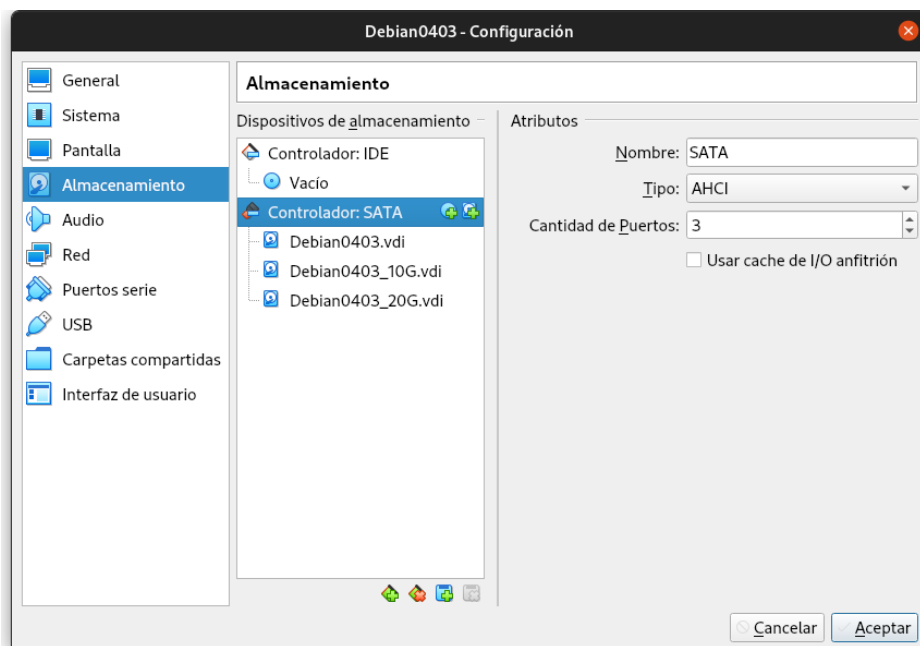 Debian0403 - Configuración
General
Sistema
Pantalla
Almacenamiento
Audio
Red
Puertos serie
USB
Carpetas compartidas
Interfaz de usuario
Almacenamiento
Dispositivos de almacenamiento
Controlador: IDE
Vacío
Controlador: SATA
Debian0403.vdi
Debian0403_10G.vdi
Debian0403_20G.vdi
Atributos
Nombre: SATA
Tipo: AHCI
Cantidad de Puertos: 3
Usar cache de I/O anfitrión
Cancelar
Aceptar